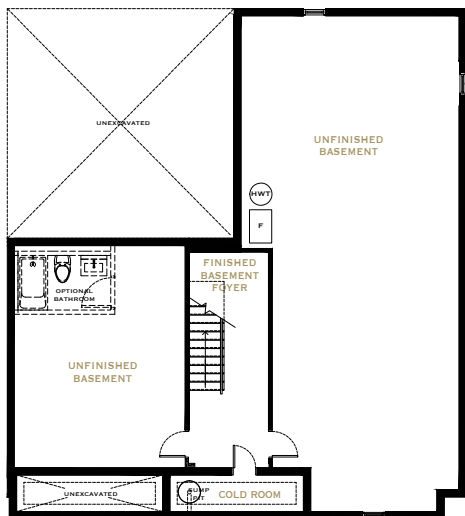 UNEXCAVATED
UNFINISHED
BASEMENT
HWT
F
FINISHED
BASEMENT
FOYER
OPTIONAL
BATHROOM
UNFINISHED
BASEMENT
UNEXCAVATED
SUMP
PIT
COLD ROOM